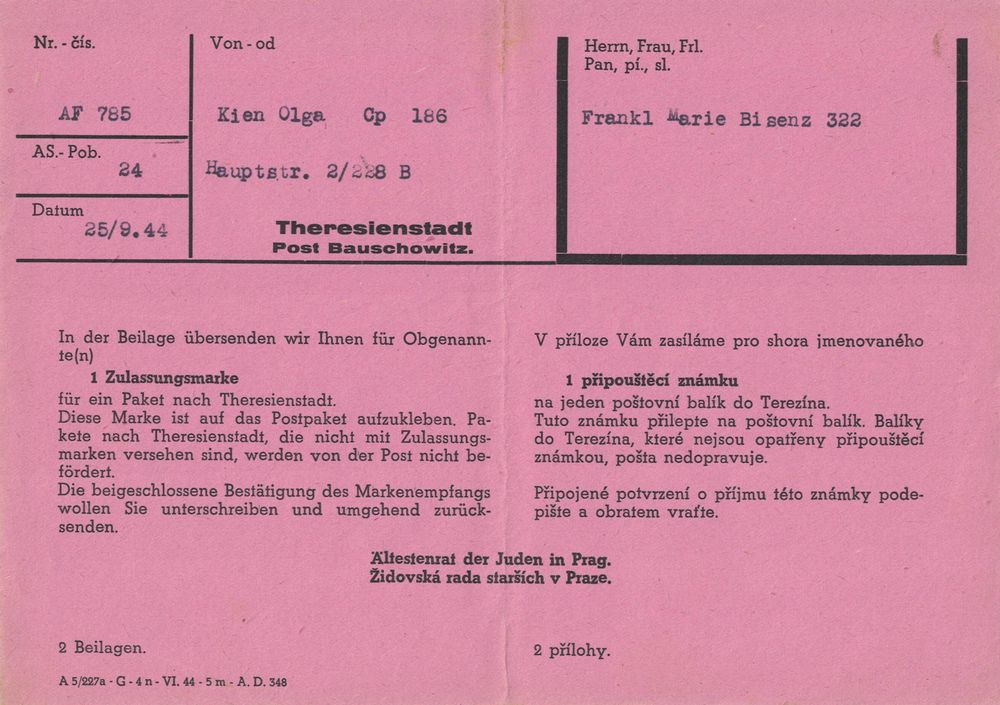 Nr. - čís.
AF 785
AS.- Pob.
24
Datum
25/9.44
Von - od
Kien Olga Cp 186
Hauptstr. 2/228 B
Theresienstadt
Post Bauschowitz.
Herrn, Frau, Frl.
Pan, pí., sl.
Frankl Marie Bisenz 322
In der Beilage übersenden wir Ihnen für Obgenann-
te(n)
1 Zulassungsmarke
für ein Paket nach Theresienstadt.
Diese Marke ist auf das Postpaket aufzukleben. Pa-
kete nach Theresienstadt, die nicht mit Zulassungs-
marken versehen sind, werden von der Post nicht be-
fördert.
Die beigeschlossene Bestätigung des Markenempfangs
wollen Sie unterschreiben und umgehend zurück-
senden.
V příloze Vám zasíláme pro shora jmenovaného
1 připouštěcí známku
na jeden poštovní balík do Terezína.
Tuto známku přilepte na poštovní balík. Balíky
do Terezína, které nejsou opatřeny připouštěcí
známkou, pošta nedopravuje.
Připojené potvrzení o příjmu této známky pode-
pište a obratem vraťte.
Ältestenrat der Juden in Prag.
Židovská rada starších v Praze.
2 Beilagen.
2 přílohy.
A 5/227a - G - 4 n - VI. 44 - 5 m - A. D. 348